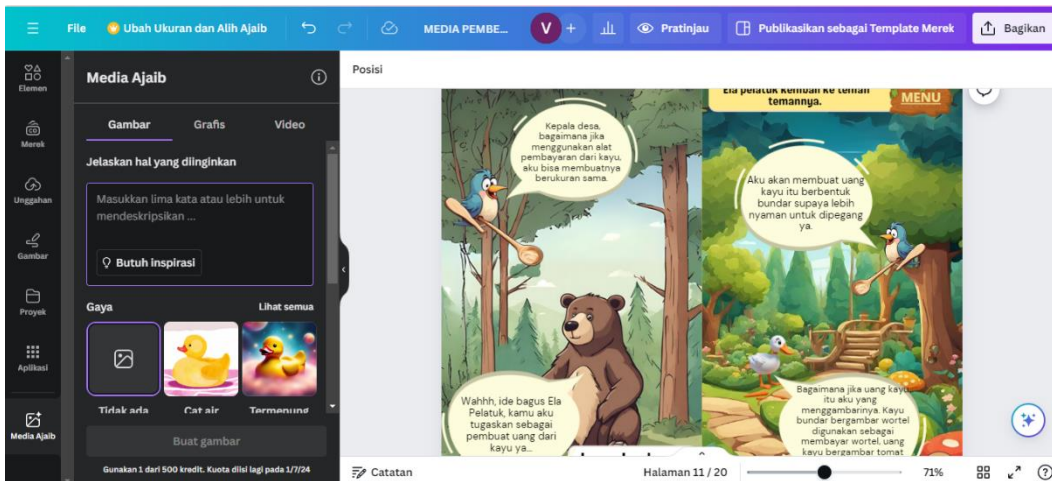 File
Ubah Ukuran dan Alih Ajaib
MEDIA PEMBE...
V
+
Pratinjau
Publikasikan sebagai Template Merek
Bagikan
Elemen
Merek
Unggahan
Gambar
Proyek
Aplikasi
Media Ajaib
Media Ajaib
Gambar
Grafis
Video
Jelaskan hal yang diinginkan
Masukkan lima kata atau lebih untuk
mendeskripsikan ...
Butuh inspirasi
Gaya
Lihat semua
Tidak ada
Cat air
Termenung
Buat gambar
Gunakan 1 dari 500 kredit. Kuota diisi lagi pada 1/7/24
Posisi
Kepala desa,
bagaimana jika
menggunakan alat
pembayaran dari kayu,
aku bisa membuatnya
berukuran sama.
Wahhh, ide bagus Ela
Pelatuk, kamu aku
tugaskan sebagai
pembuat uang dari
kayu ya...
Ela pelatuk kembali ke teman
temannya.
MENU
Aku akan membuat uang
kayu itu berbentuk
bundar supaya lebih
nyaman untuk dipegang
ya.
Bagaimana jika uang kayu
itu aku yang
menggambarinya. Kayu
bundar bergambar wortel
digunakan sebagai
membayar wortel, uang
kayu bergambar tomat
Catatan
Halaman 11 / 20
71%